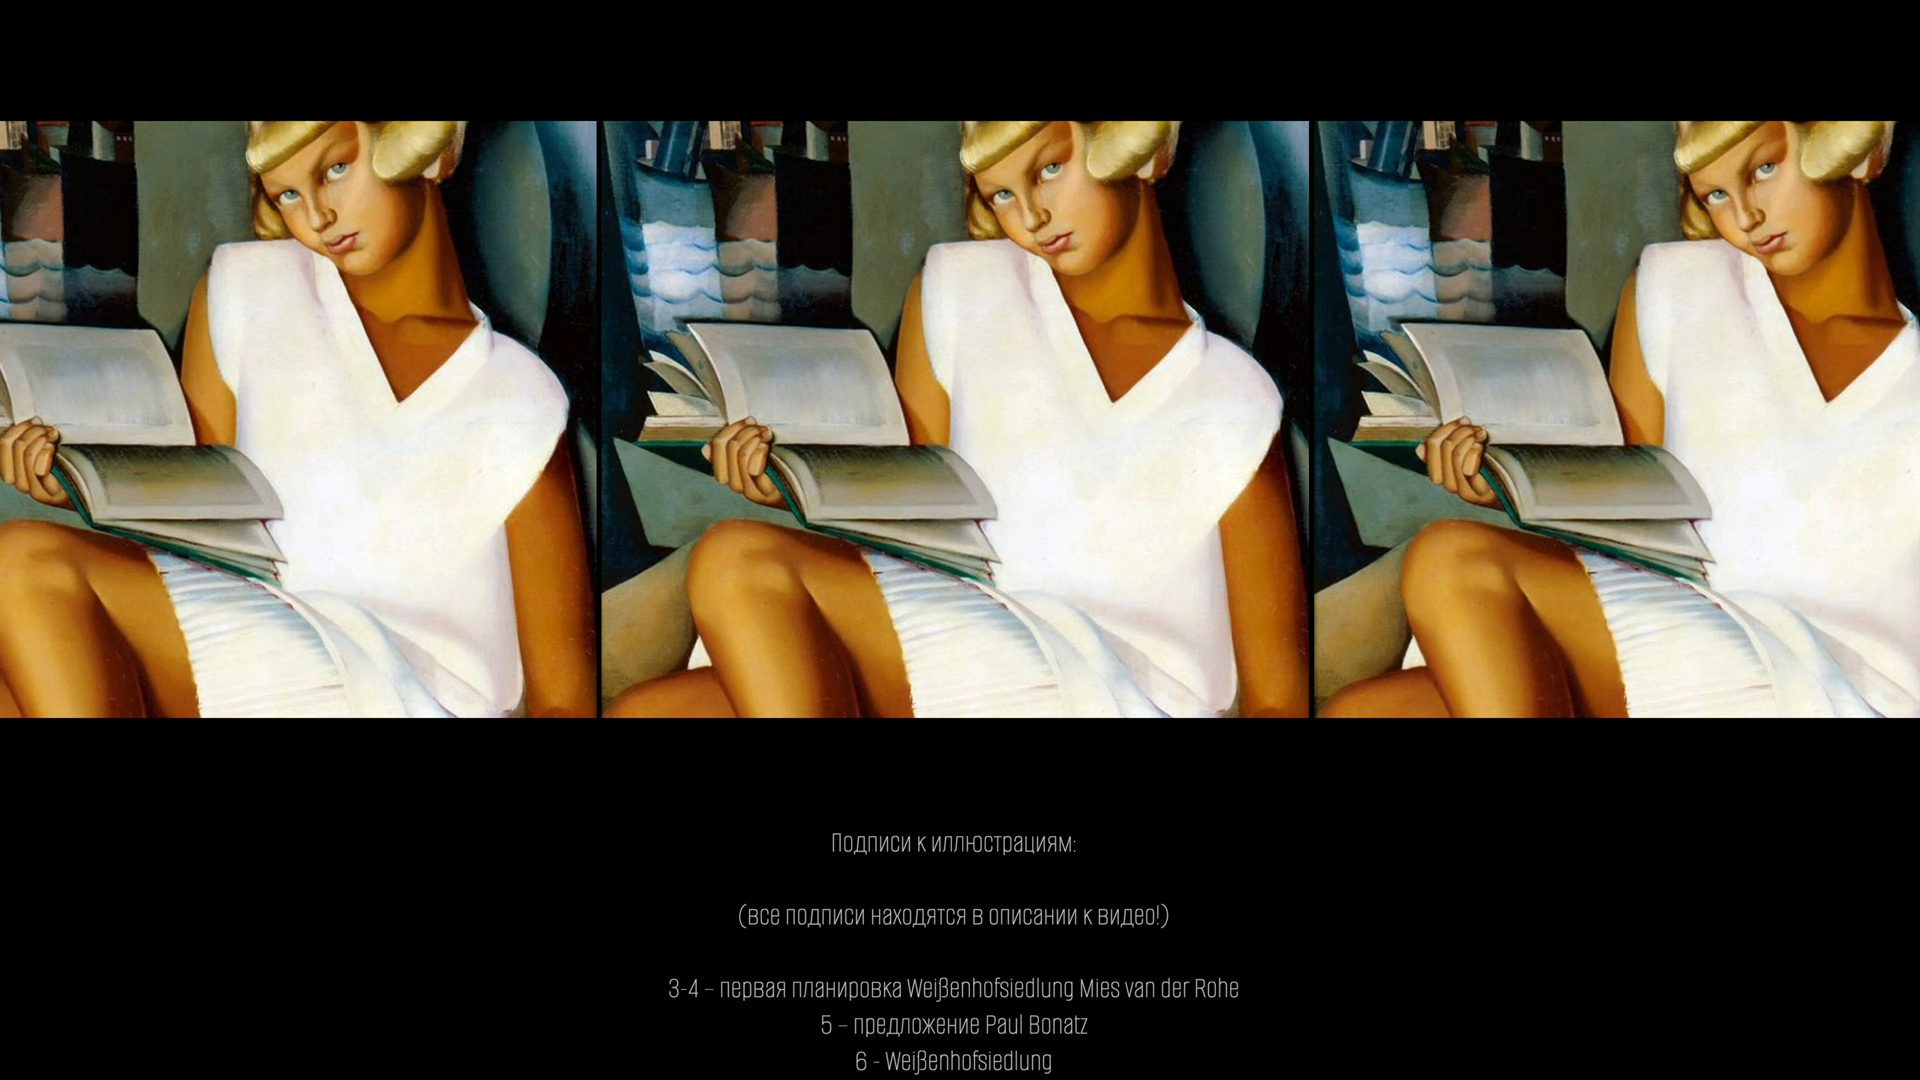 Подписи к иллюстрациям:
(все подписи находятся в описании к видео!)
3-4 – первая планировка Weißenhofsiedlung Mies van der Rohe
5 – предложение Paul Bonatz
6 - Weißenhofsiedlung